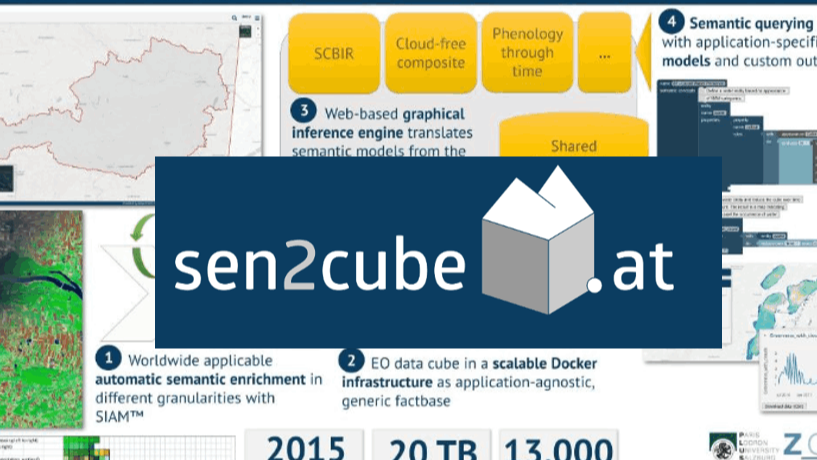 SCBIR
Cloud-free
composite
Phenology
through
time
...
4 Semantic querying
with application-specifi
models and custom out
3 Web-based graphical
inference engine translates
semantic models from the
Shared
sen2cube.at
1 Worldwide applicable
automatic semantic enrichment in
different granularities with
SIAM™
2 EO data cube in a scalable Docker
infrastructure as application-agnostic,
generic factbase
2015
20 TB
13.000
PARIS
LODRON
UNIVERSITY
SALZBURG
Z